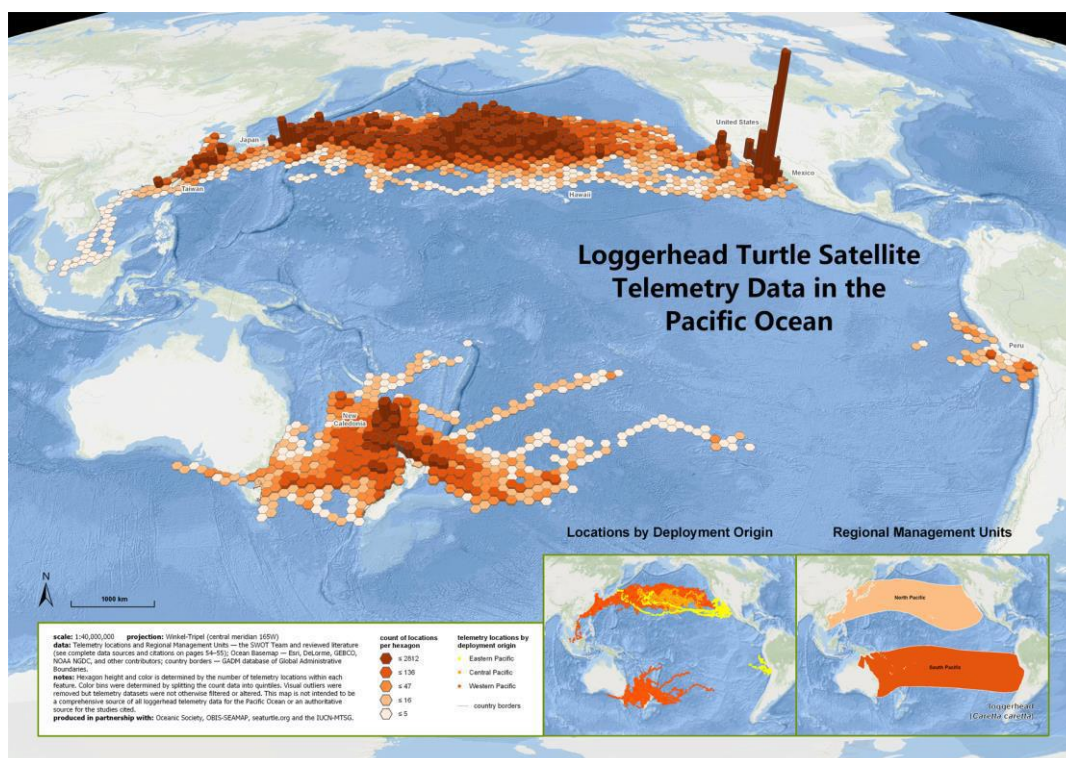 United States
Japan
Mexico
Taiwan
Hawaii
Loggerhead Turtle Satellite
Telemetry Data in the
Pacific Ocean
Peru
New
Caledonia
Locations by Deployment Origin
Regional Management Units
N
1000 km
North Pacific
South Pacific
loggerhead
(Caretta caretta)
scale: 1:40,000,000 projection: Winkel-Tripel (central meridian 165W)
data: Telemetry locations and Regional Management Units — the SWOT Team and reviewed literature
(see complete data sources and citations on pages 54–55); Ocean Basemap — Esri, DeLorme, GEBCO,
NOAA NGDC, and other contributors; country borders — GADM database of Global Administrative
Boundaries.
notes: Hexagon height and color is determined by the number of telemetry locations within each
feature. Color bins were determined by splitting the count data into quintiles. Visual outliers were
removed but telemetry datasets were not otherwise filtered or altered. This map is not intended to
be a comprehensive source of all loggerhead telemetry data for the Pacific Ocean or an authoritative
source for the studies cited.
produced in partnership with: Oceanic Society, OBIS-SEAMAP, seaturtle.org and the IUCN-MTSG.
count of locations
per hexagon
≤ 2812
≤ 136
≤ 47
≤ 16
≤ 5
telemetry locations by
deployment origin
Eastern Pacific
Central Pacific
Western Pacific
country borders